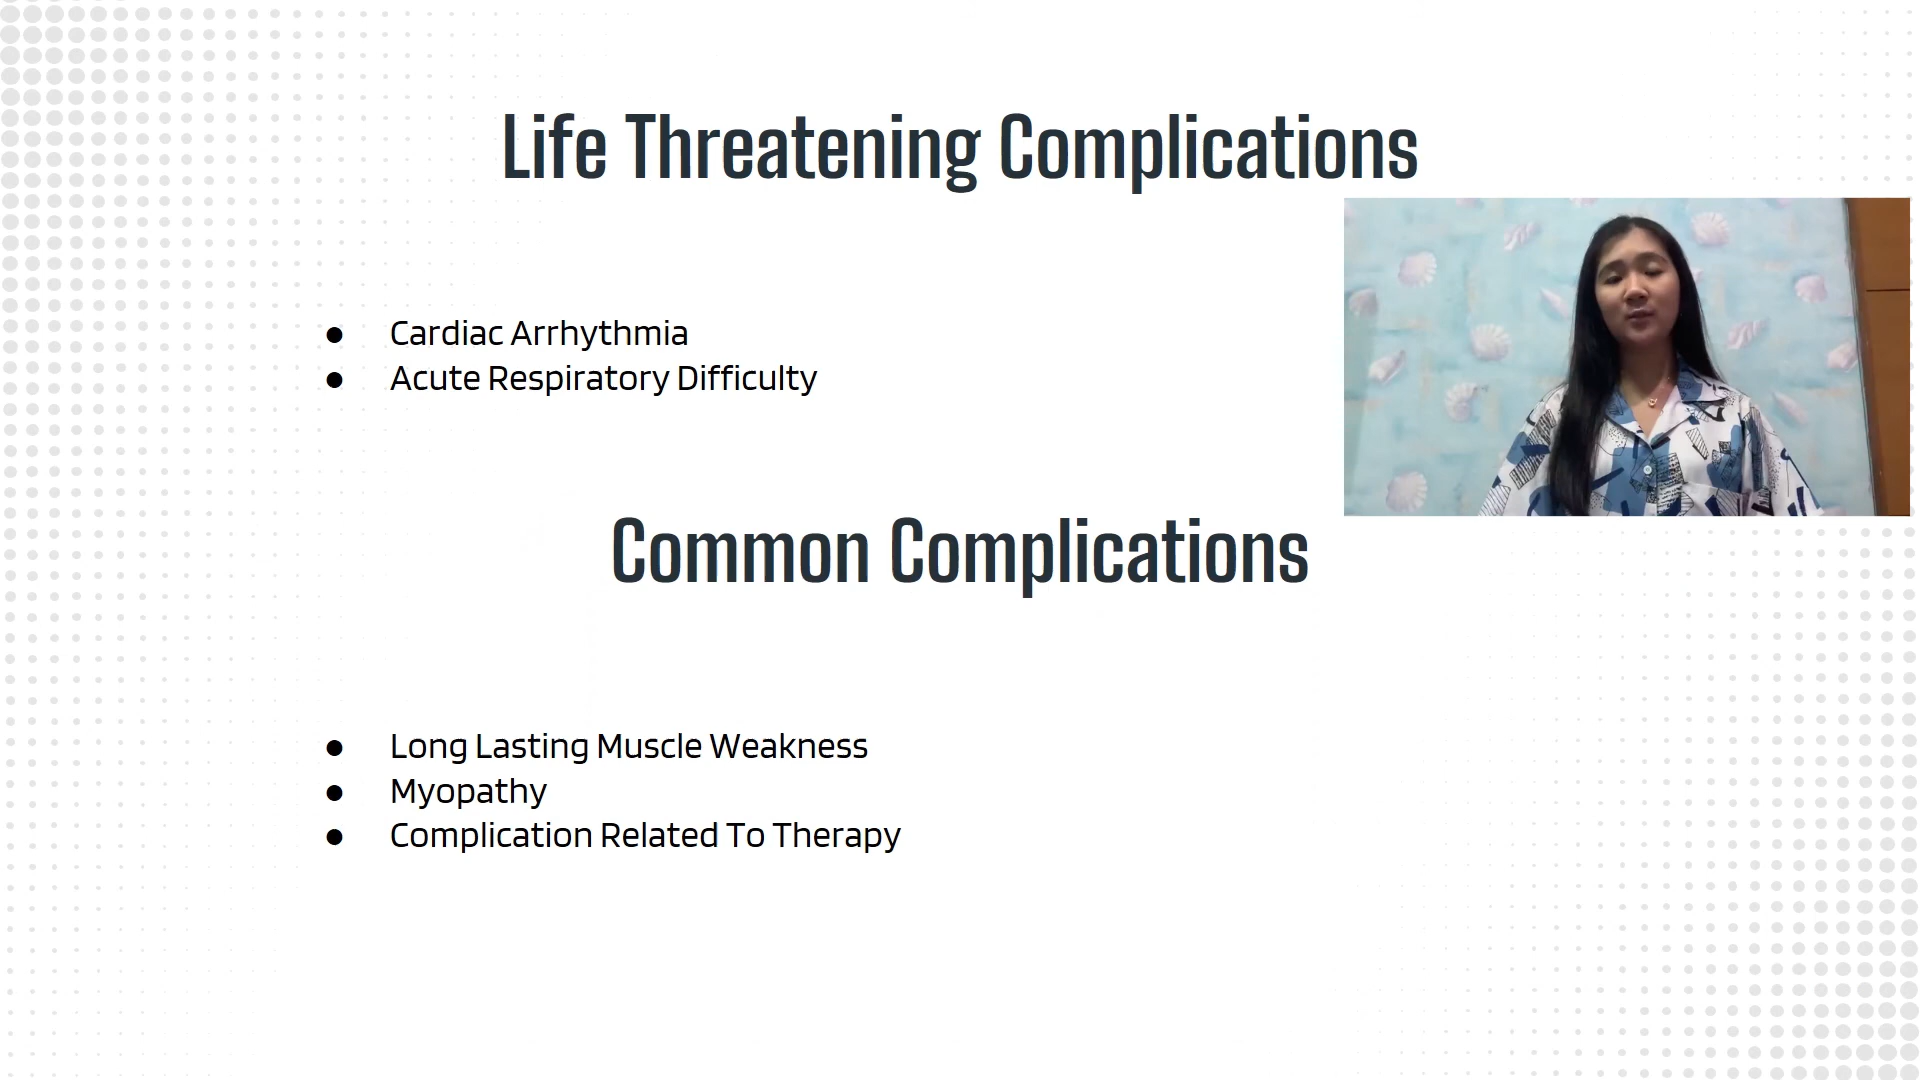 Life Threatening Complications
● Cardiac Arrhythmia
● Acute Respiratory Difficulty
Common Complications
● Long Lasting Muscle Weakness
● Myopathy
● Complication Related To Therapy